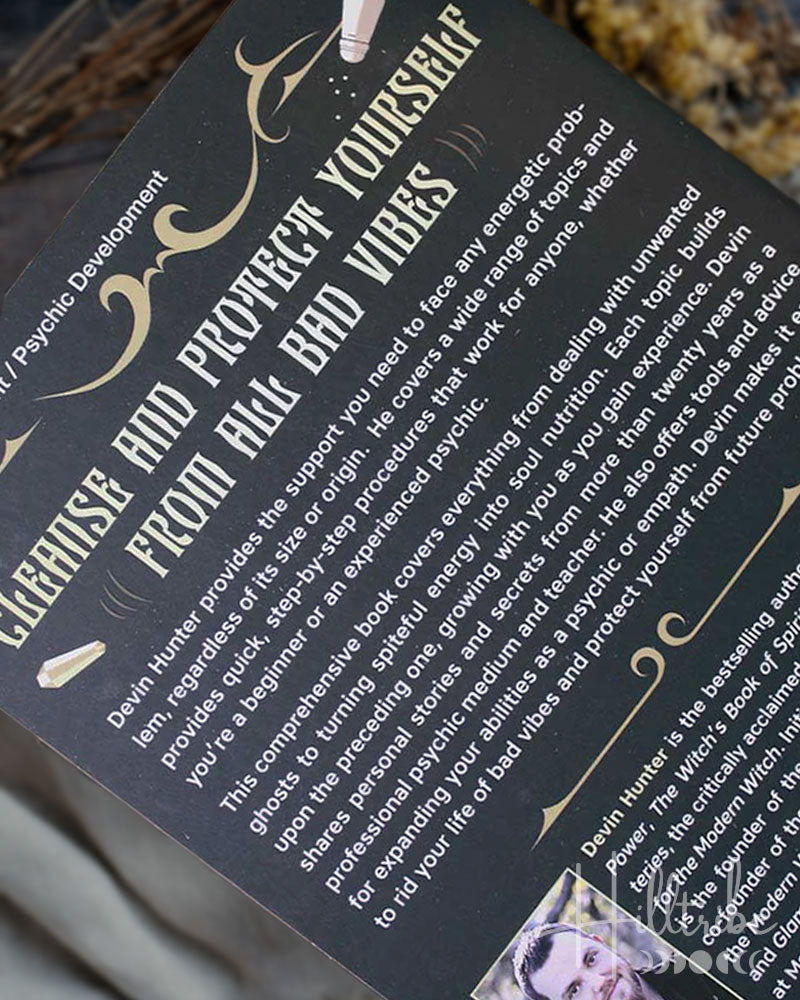 / Psychic Development
CLEANSE AND PROTECT YOURSELF
FROM ALL BAD VIBES
Devin Hunter provides the support you need to face any energetic prob-
lem, regardless of its size or origin. He covers a wide range of topics and
provides quick, step-by-step procedures that work for anyone, whether
you're a beginner or an experienced psychic.
This comprehensive book covers everything from dealing with unwanted
ghosts to turning spiteful energy into soul nutrition. Each topic builds
upon the preceding one, growing with you as you gain experience. Devin
shares personal stories and secrets from more than twenty years as a
professional psychic medium and teacher. He also offers tools and advice
for expanding your abilities as a psychic or empath. Devin makes it
to rid your life of bad vibes and protect yourself from future
Devin Hunter is the bestselling
Power, The Witch's Book of
teries, the critically acclaimed
for the Modern Witch.
is the founder of the
cofounder of the
the Modern
and
at
Hilltribe